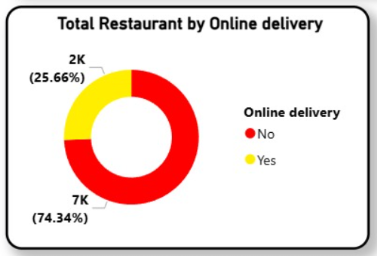 Total Restaurant by Online delivery
2K
(25.66%)
Online delivery
No
Yes
7K
(74.34%)